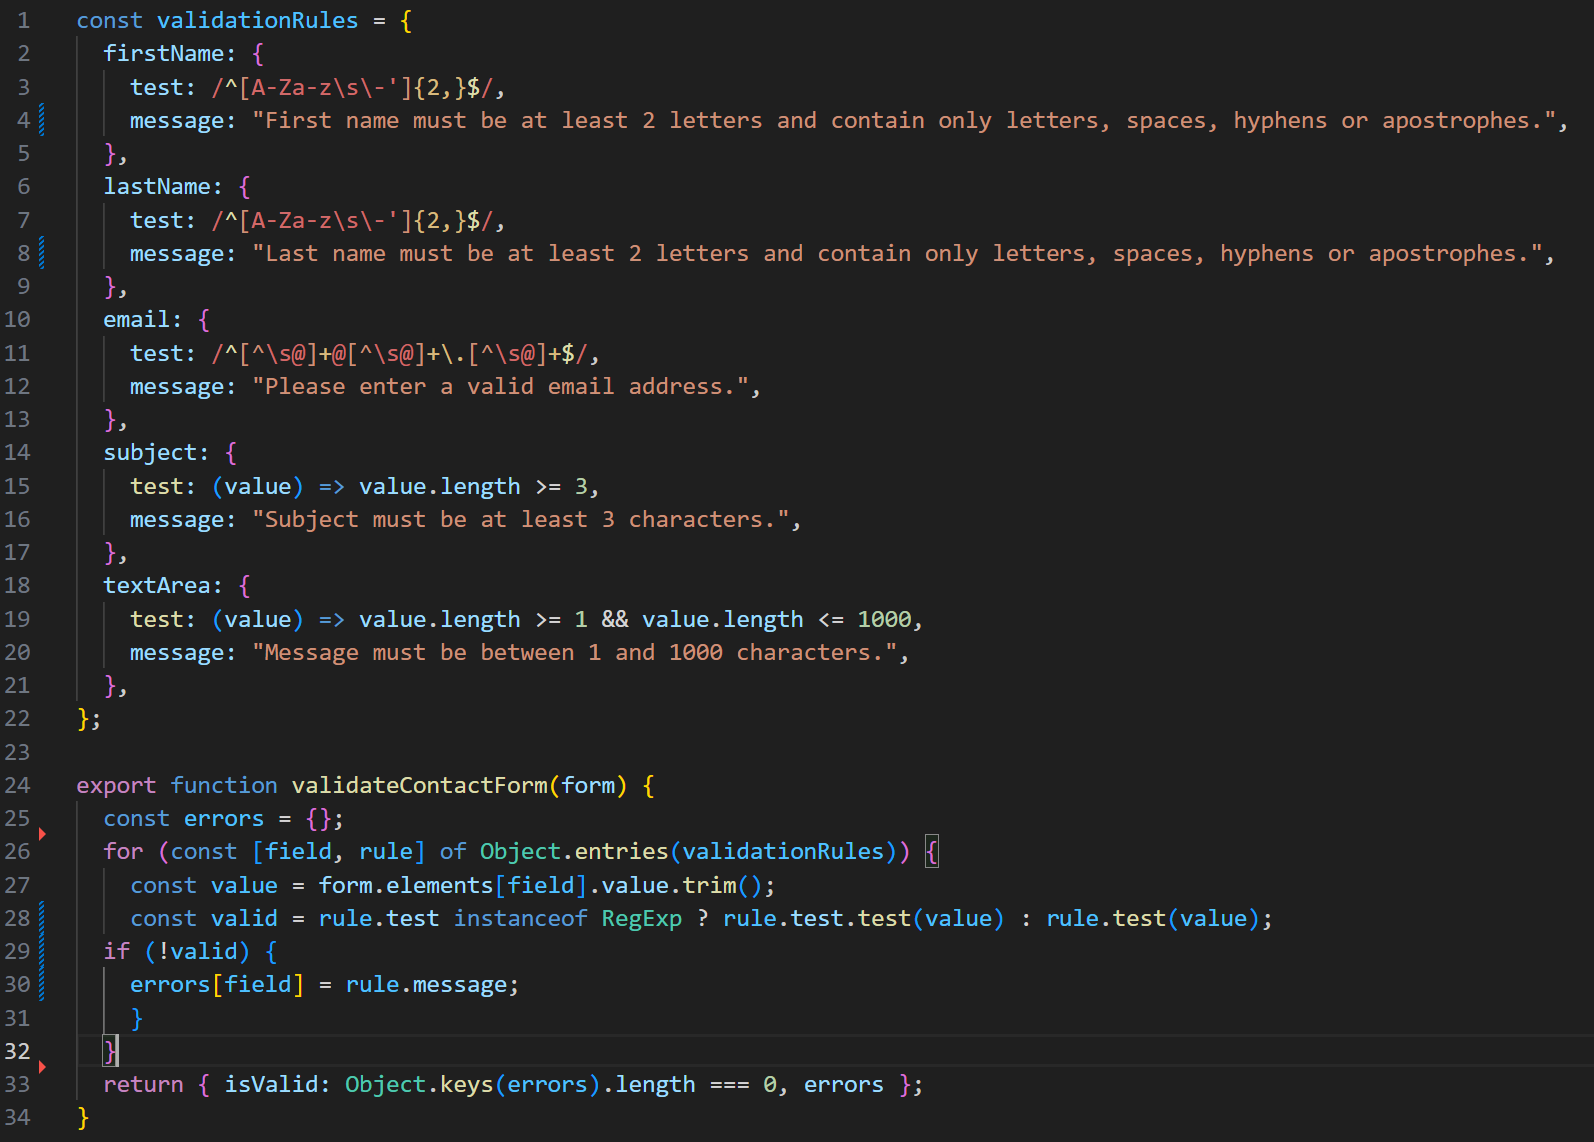 1 const validationRules = {
2   firstName: {
3     test: /^[A-Za-z\s\-']{2,}$/,
4     message: "First name must be at least 2 letters and contain only letters, spaces, hyphens or apostrophes.",
5   },
6   lastName: {
7     test: /^[A-Za-z\s\-']{2,}$/,
8     message: "Last name must be at least 2 letters and contain only letters, spaces, hyphens or apostrophes.",
9   },
10   email: {
11     test: /^[^\s@]+@[^\s@]+\.[^\s@]+$/,
12     message: "Please enter a valid email address.",
13   },
14   subject: {
15     test: (value) => value.length >= 3,
16     message: "Subject must be at least 3 characters.",
17   },
18   textArea: {
19     test: (value) => value.length >= 1 && value.length <= 1000,
20     message: "Message must be between 1 and 1000 characters.",
21   },
22 };
23
24 export function validateContactForm(form) {
25   const errors = {};
26   for (const [field, rule] of Object.entries(validationRules)) {
27     const value = form.elements[field].value.trim();
28     const valid = rule.test instanceof RegExp ? rule.test.test(value) : rule.test(value);
29   if (!valid) {
30     errors[field] = rule.message;
31     }
32   }
33   return { isValid: Object.keys(errors).length === 0, errors };
34 }